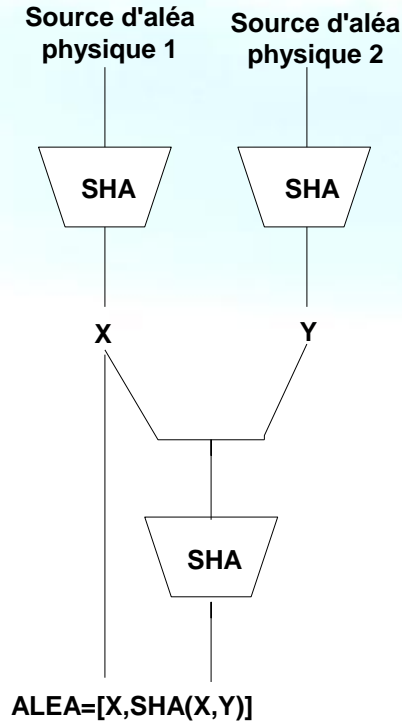 Source d'aléa
physique 1
Source d'aléa
physique 2
SHA
SHA
X
Y
SHA
ALEA=[X,SHA(X,Y)]